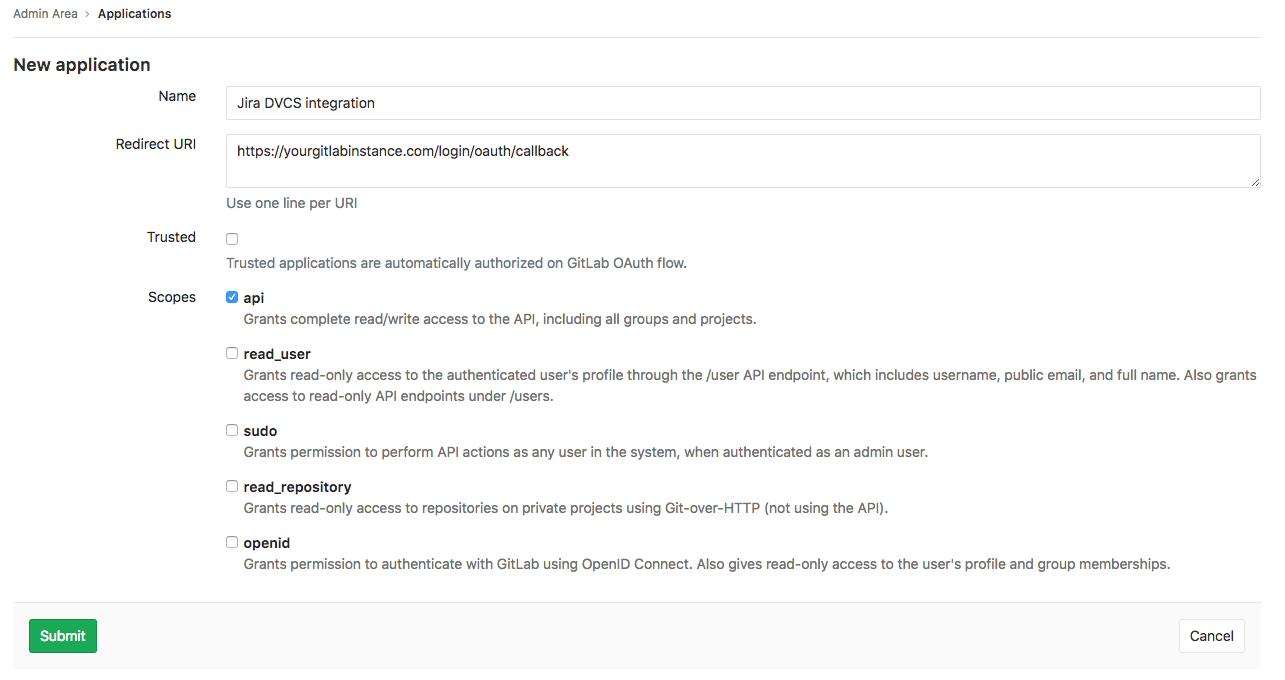 Admin Area › Applications
New application
Name
Jira DVCS integration
Redirect URI
https://yourgitlabinstance.com/login/oauth/callback
Use one line per URI
Trusted
Trusted applications are automatically authorized on GitLab OAuth flow.
Scopes
api
Grants complete read/write access to the API, including all groups and projects.
read_user
Grants read-only access to the authenticated user's profile through the /user API endpoint, which includes username, public email, and full name. Also grants
access to read-only API endpoints under /users.
sudo
Grants permission to perform API actions as any user in the system, when authenticated as an admin user.
read_repository
Grants read-only access to repositories on private projects using Git-over-HTTP (not using the API).
openid
Grants permission to authenticate with GitLab using OpenID Connect. Also gives read-only access to the user's profile and group memberships.
Submit
Cancel